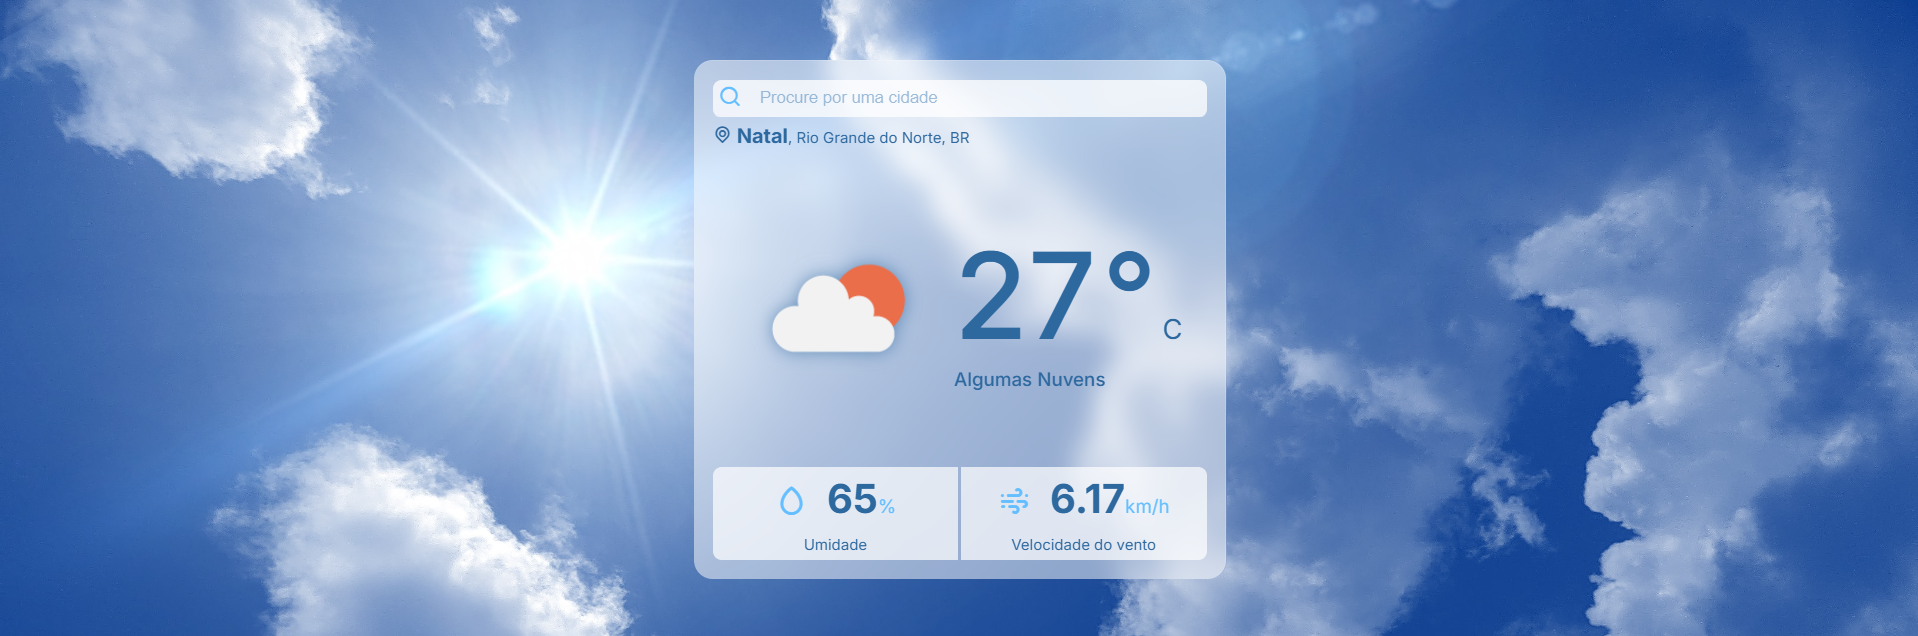 Procure por uma cidade
Natal, Rio Grande do Norte, BR
27°
C
Algumas Nuvens
65% 6.17km/h
Umidade Velocidade do vento